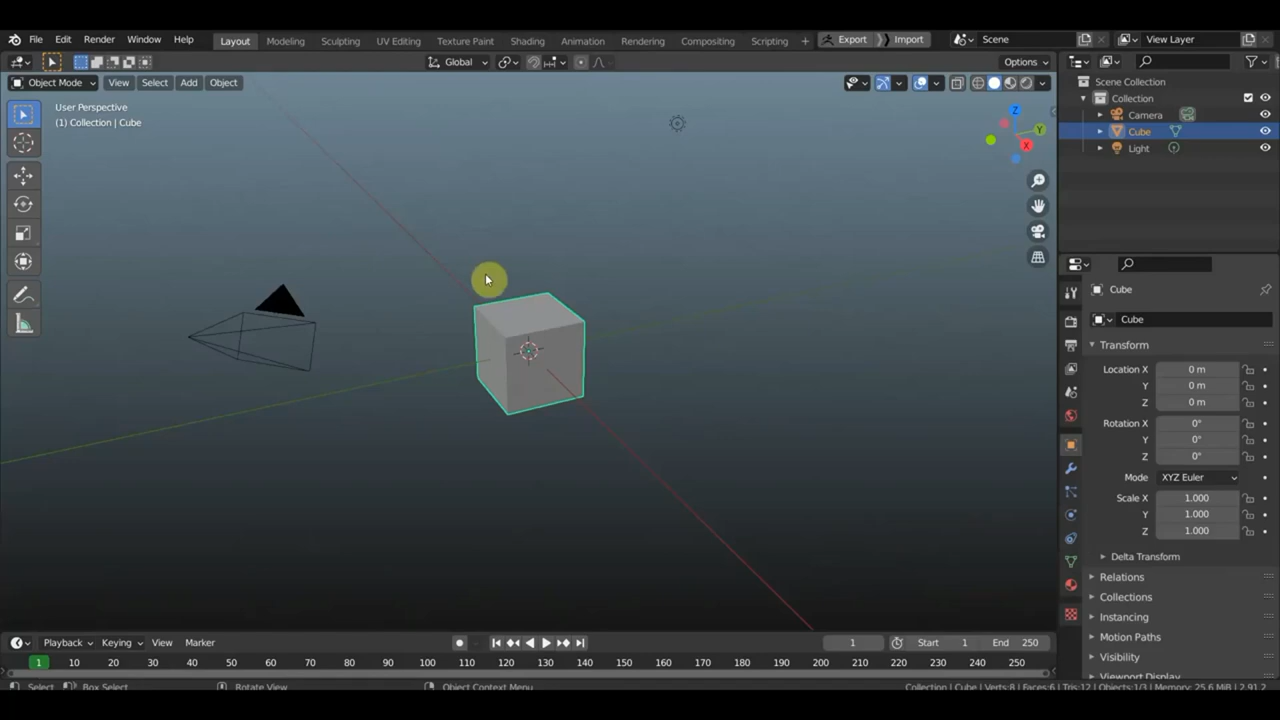 File Edit Render Window Help Layout Modeling Sculpting UV Editing Texture Paint Shading Animation Rendering Compositing Scripting + Export Import Scene View Layer
Global Options
Object Mode View Select Add Object
User Perspective
(1) Collection | Cube
Z
Y
X
Scene Collection
Collection
Camera
Cube
Light
Cube
Cube
Transform
Location X 0 m
Y 0 m
Z 0 m
Rotation X 0°
Y 0°
Z 0°
Mode XYZ Euler
Scale X 1.000
Y 1.000
Z 1.000
Delta Transform
Relations
Collections
Instancing
Motion Paths
Visibility
Viewport Display
Playback Keying View Marker 1 Start 1 End 250
1 10 20 30 40 50 60 70 80 90 100 110 120 130 140 150 160 170 180 190 200 210 220 230 240 250
Select Box Select Rotate View Object Context Menu Collection | Cube | Verts:8 | Faces:6 | Tris:12 | Objects:1/3 | Memory: 25.6 MiB | 2.91.2